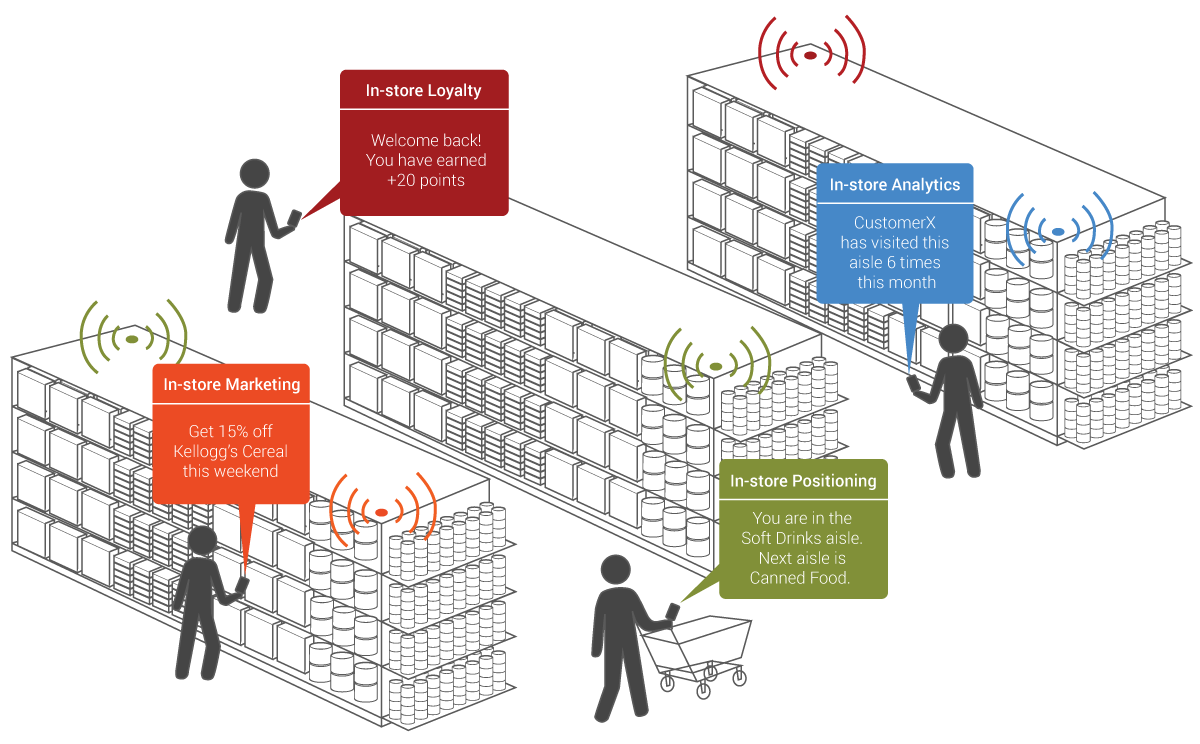 In-store Loyalty
Welcome back!
You have earned
+20 points
In-store Analytics
CustomerX
has visited this
aisle 6 times
this month
In-store Marketing
Get 15% off
Kellogg's Cereal
this weekend
In-store Positioning
You are in the
Soft Drinks aisle.
Next aisle is
Canned Food.